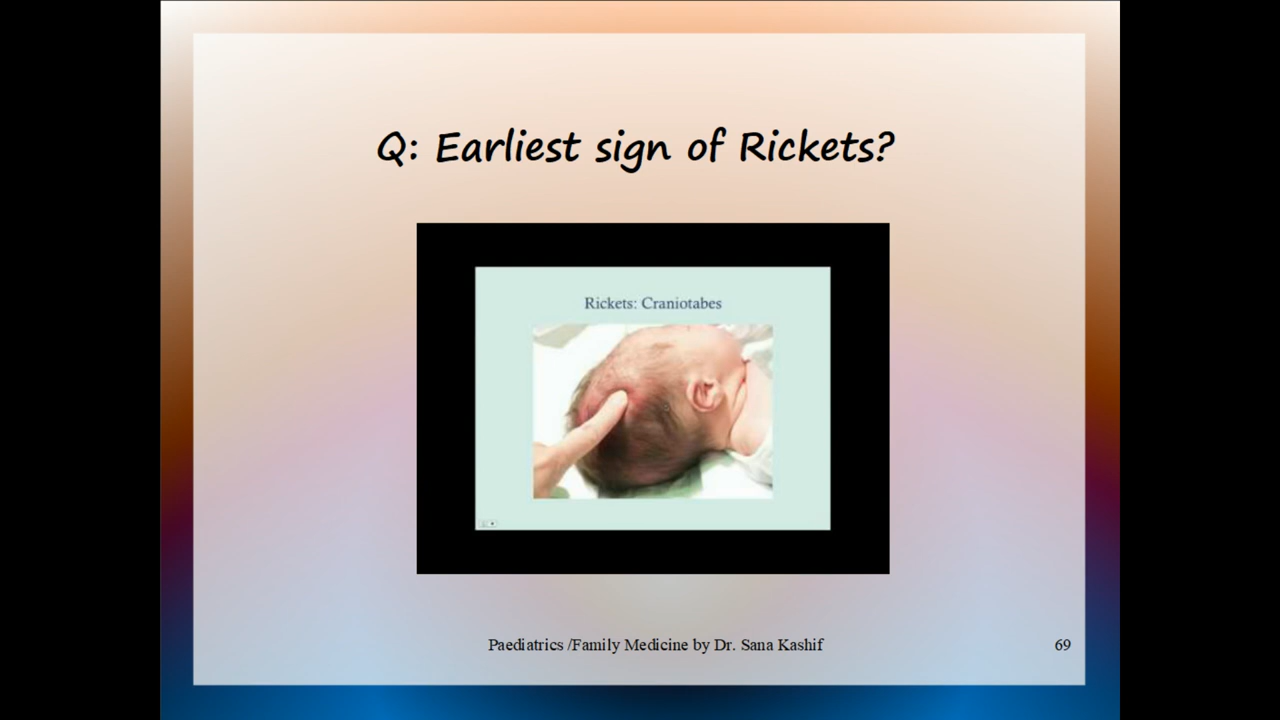 Q: Earliest sign of Rickets?
Rickets: Craniotabes
Paediatrics /Family Medicine by Dr. Sana Kashif
69